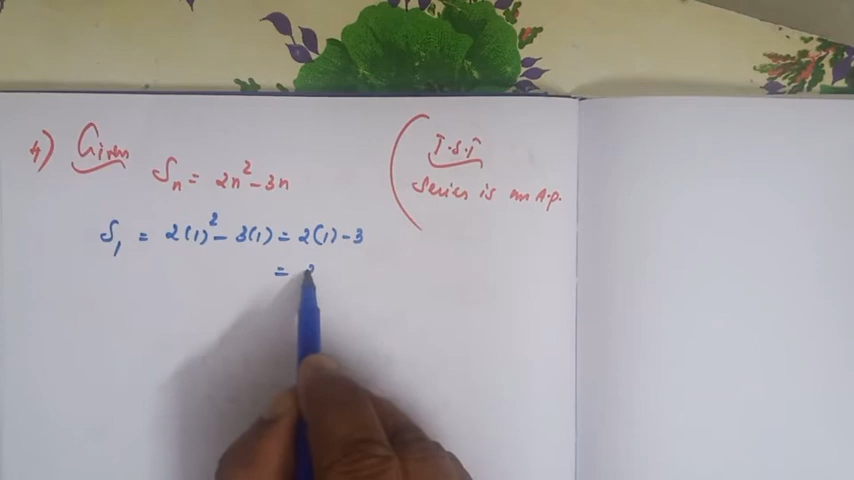 4) Given
Sn = 2n² - 3n
(T.S.T
Series is an A.P.
S₁ = 2(1)² - 3(1) = 2(1) - 3
=